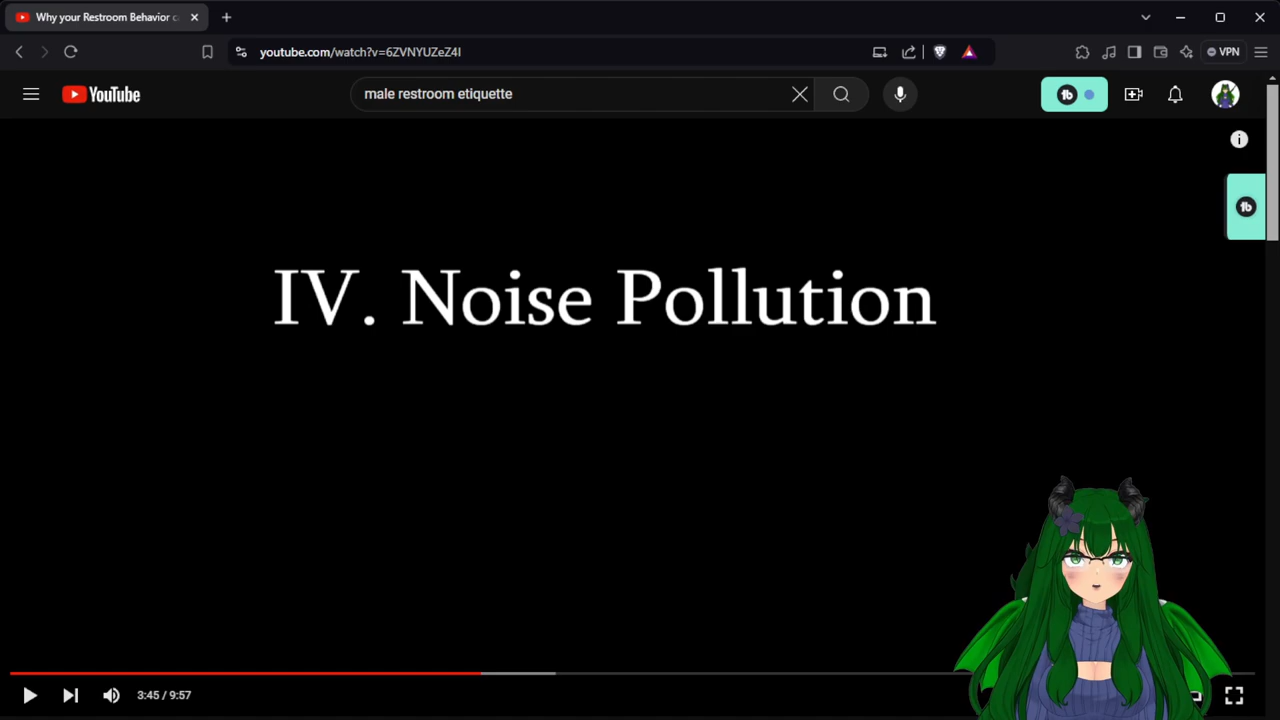 Why your Restroom Behavior c
youtube.com/watch?v=6ZVNYUZeZ4I
VPN
YouTube
male restroom etiquette
IV. Noise Pollution
3:45 / 9:57